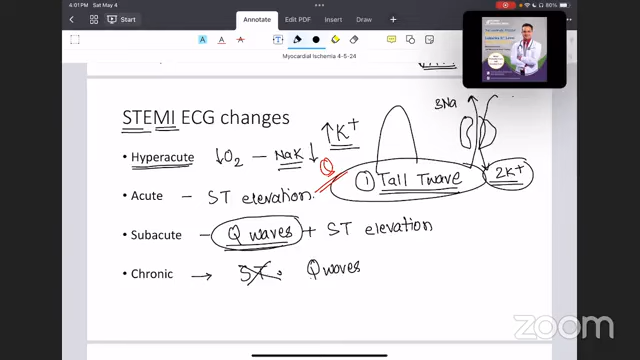 4:01 PM Sat May 4
80%
Start
Annotate
Edit
Insert
Draw
A
A
Myocardial Ischemia 4-5-24
STEMI ECG changes
↑K+
3Na
• Hyperacute ↓O2 – NaK ↓
Q
① Tall T wave
2K+
• Acute – ST elevation.
• Subacute – Q waves + ST elevation
• Chronic → ST. Q waves
zoom